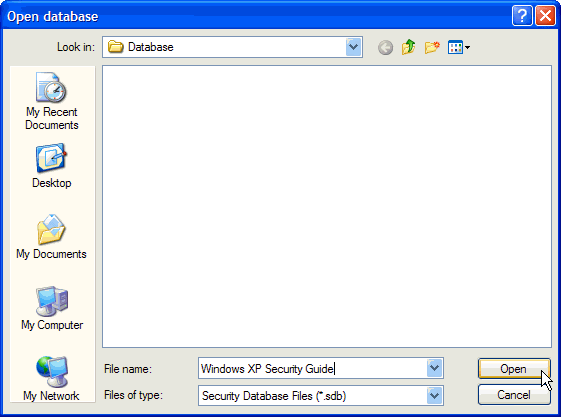 Open database
Look in:
Database
My Recent
Documents
Desktop
My Documents
My Computer
My Network
File name:
Windows XP Security Guide
Open
Files of type:
Security Database Files (*.sdb)
Cancel